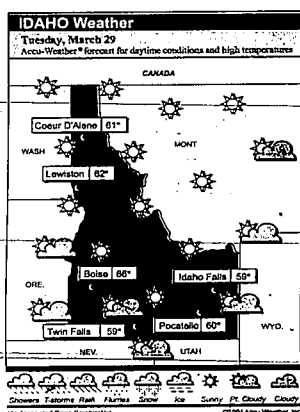 IDAHO Weather
Tuesday, March 29
Accu-Weather® forecast for daytime conditions and high temperatures
CANADA
Coeur D'Alene 61°
WASH
MONT
Lewiston 62°
Boise 66°
Idaho Falls 59°
ORE.
Twin Falls 59°
Pocatello 60°
WYO.
NEV.
UTAH
Showers T-storms Rain Flurries Snow Ice Sunny Pt. Cloudy Cloudy